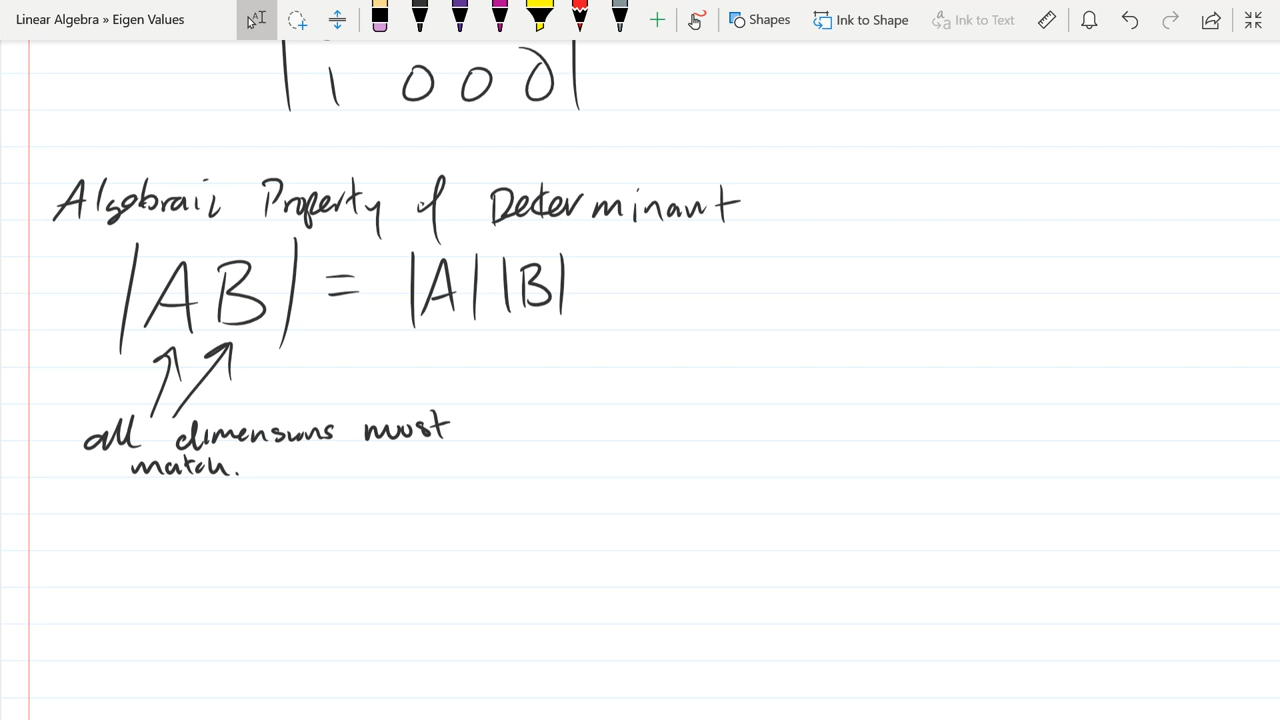 Linear Algebra » Eigen Values
Shapes
Ink to Shape
Ink to Text
| 1 0 0 0 |
Algebraic Property of Determinant
|AB| = |A| |B|
all dimensions must
match.